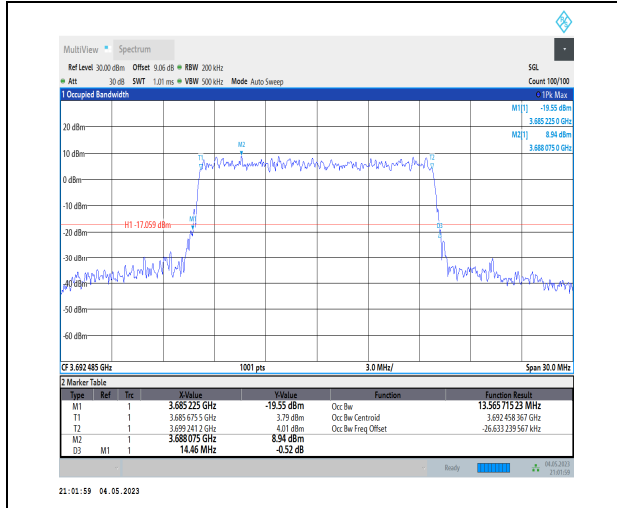 MultiView Spectrum
Ref Level 30.00 dBm Offset 9.06 dB RBW 200 kHz SGL
Att 30 dB SWT 1.01 ms VBW 500 kHz Mode Auto Sweep Count 100/100
1 Occupied Bandwidth 1Pk Max
M1[1] -19.55 dBm
3.685 225 0 GHz
M2[1] 8.94 dBm
3.688 075 0 GHz
20 dBm
M2
10 dBm
T1 T2
0 dBm
-10 dBm
M1
H1 -17.059 dBm
D3
-20 dBm
-30 dBm
-40 dBm
-50 dBm
-60 dBm
CF 3.692 485 GHz 1001 pts 3.0 MHz/ Span 30.0 MHz
2 Marker Table
Type Ref Trc X-Value Y-Value Function Function Result
M1 1 3.685 225 GHz -19.55 dBm Occ Bw 13.565 715 23 MHz
T1 1 3.685 675 5 GHz 3.79 dBm Occ Bw Centroid 3.692 458 367 GHz
T2 1 3.699 241 2 GHz 4.01 dBm Occ Bw Freq Offset -26.633 239 567 kHz
M2 1 3.688 075 GHz 8.94 dBm
D3 M1 1 14.46 MHz -0.52 dB
Ready 04.05.2023
21:01:59
21:01:59 04.05.2023